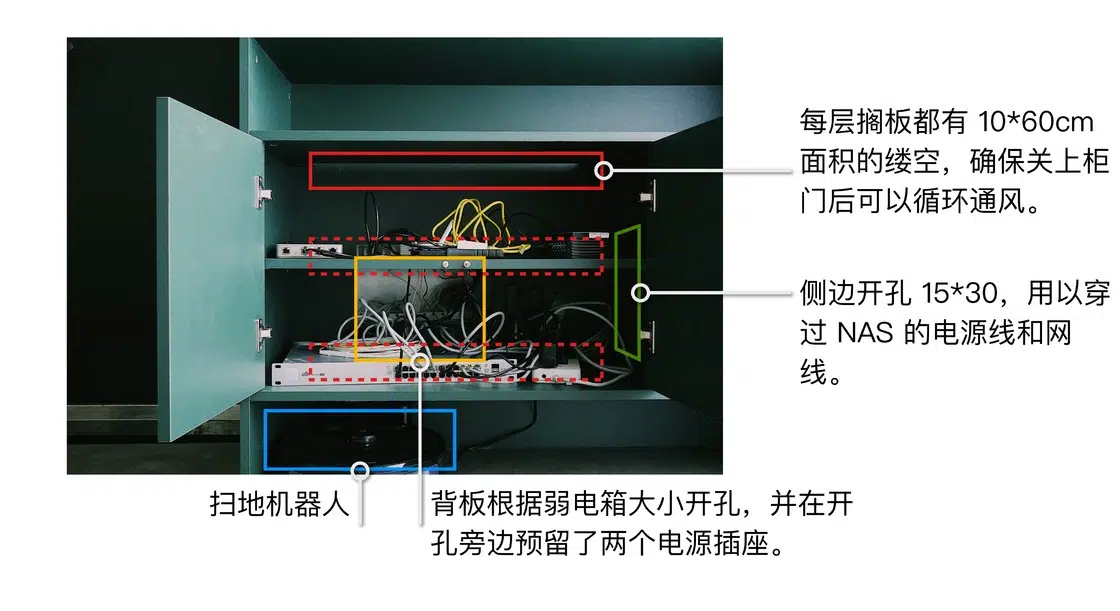 每层搁板都有 10*60cm
面积的缕空，确保关上柜
门后可以循环通风。
侧边开孔 15*30，用以穿
过 NAS 的电源线和网
线。
扫地机器人
背板根据弱电箱大小开孔，并在开
孔旁边预留了两个电源插座。